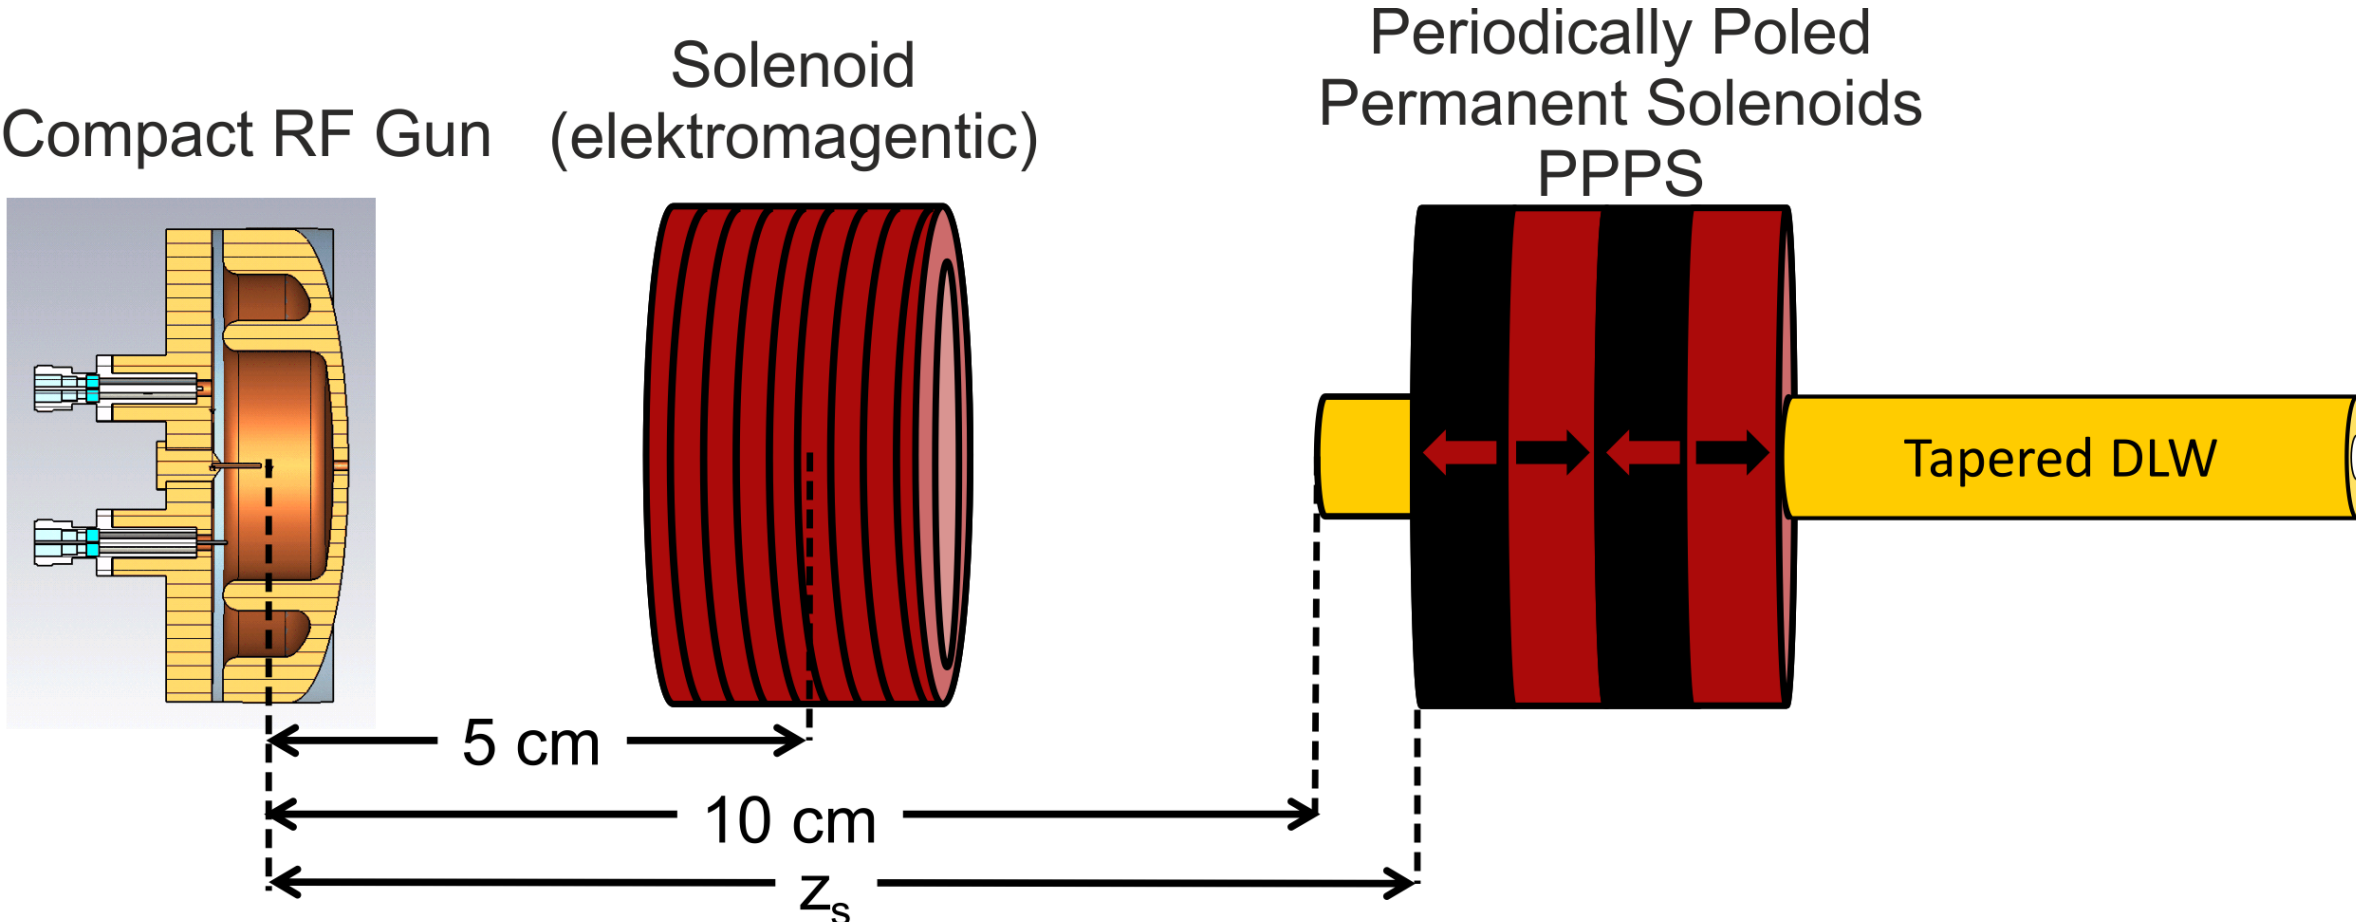 Compact RF Gun
Solenoid
(elektromagentic)
Periodically Poled
Permanent Solenoids
PPPS
Tapered DLW
5 cm
10 cm
zs